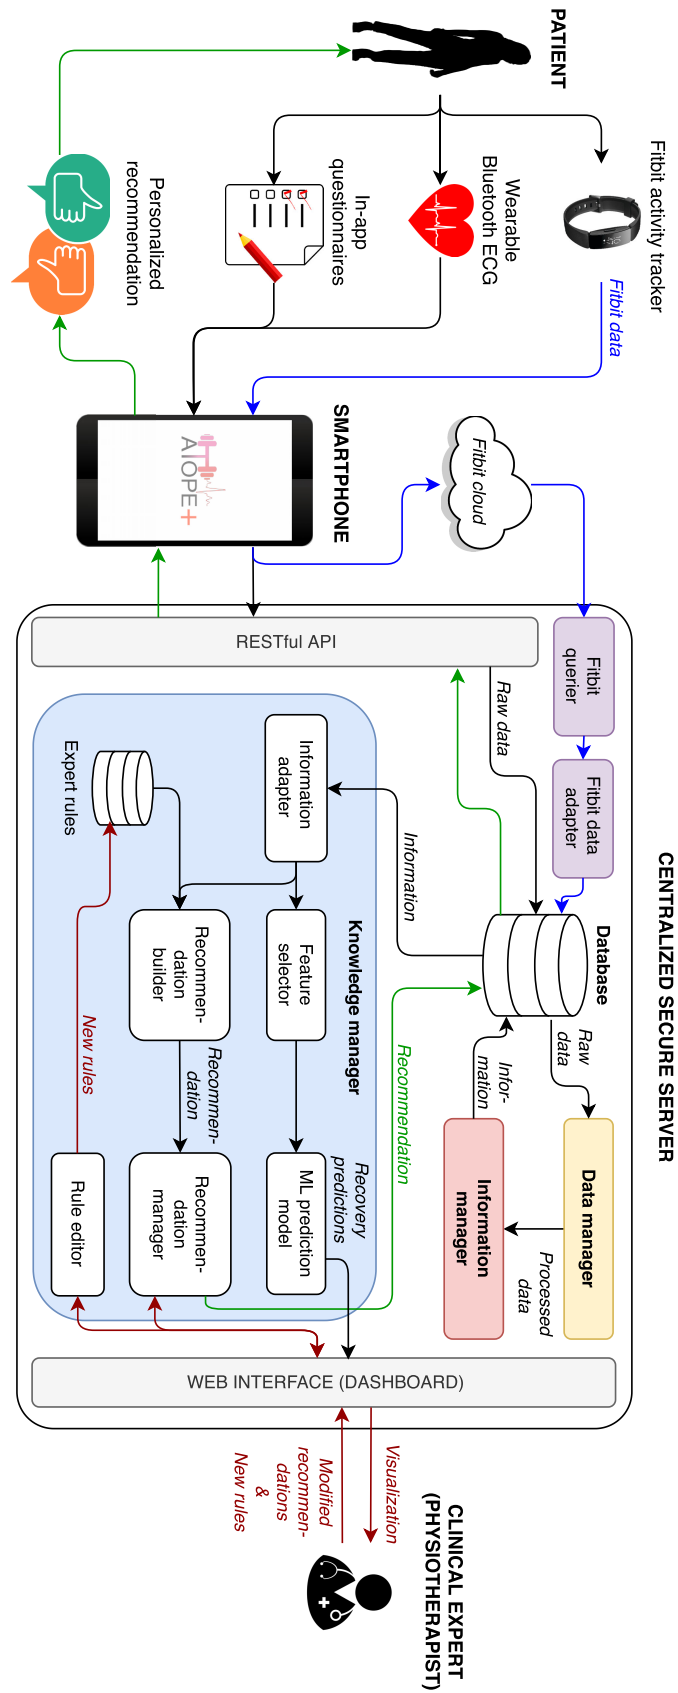 CENTRALIZED SECURE SERVER
PATIENT
Fitbit activity tracker
Fitbit data
Wearable
Bluetooth ECG
In-app
questionnaires
Personalized
recommendation
SMARTPHONE
AIOPE+
Fitbit cloud
RESTful API
Fitbit
querier
Fitbit data
adapter
Raw data
Database
Raw
data
Data manager
Processed
data
Information
manager
Infor-
mation
Information
Recommendation
Knowledge manager
Information
adapter
Feature
selector
ML prediction
model
Recovery
predictions
Expert rules
Recommen-
dation
builder
Recommen-
dation
Recommen-
dation
manager
New rules
Rule editor
WEB INTERFACE (DASHBOARD)
Visualization
Modified
recommen-
dations
&
New rules
CLINICAL EXPERT
(PHYSIOTHERAPIST)